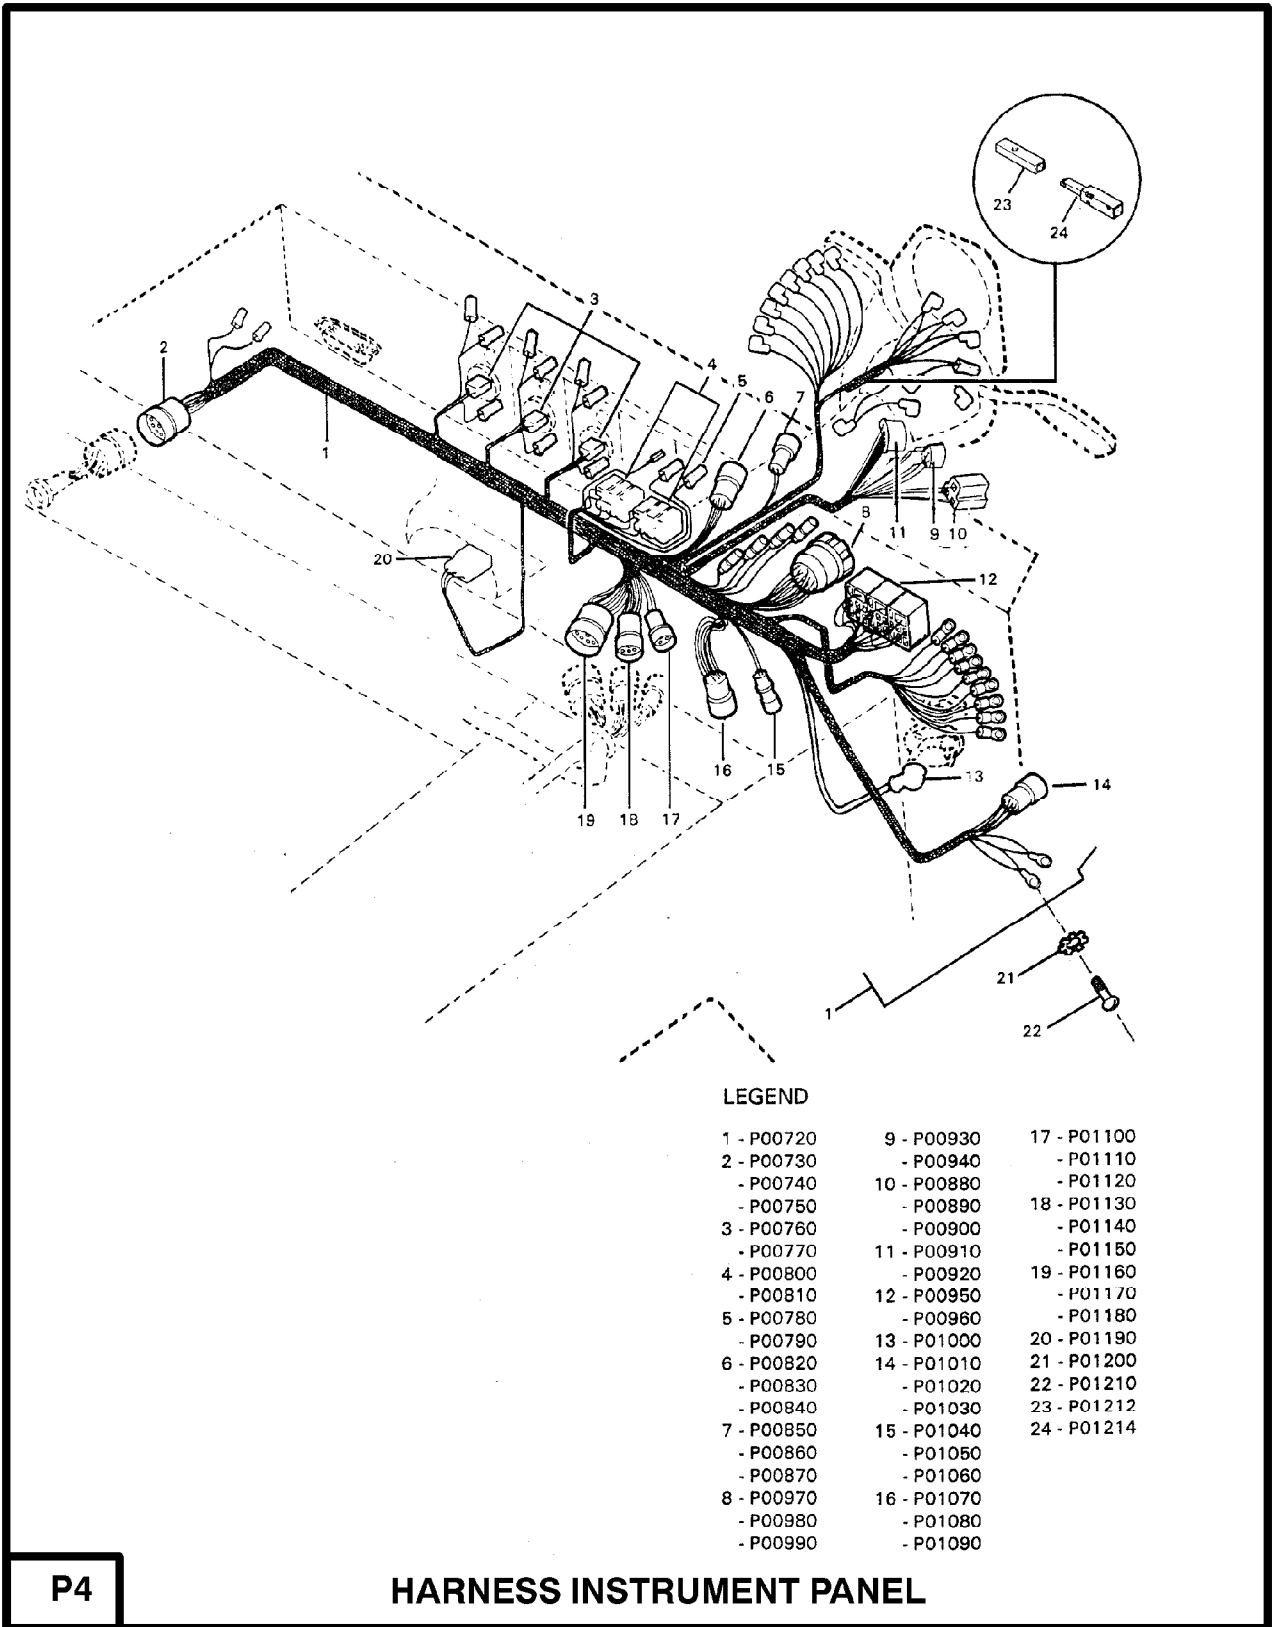 23
24
3
2
4
5
6
7
1
8
11 9 10
20
12
16
15
13
14
19 18 17
21
1
22
LEGEND
1 - P00720
2 - P00730
- P00740
- P00750
3 - P00760
- P00770
4 - P00800
- P00810
5 - P00780
- P00790
6 - P00820
- P00830
- P00840
7 - P00850
- P00860
- P00870
8 - P00970
- P00980
- P00990
9 - P00930
- P00940
10 - P00880
- P00890
- P00900
11 - P00910
- P00920
12 - P00950
- P00960
13 - P01000
14 - P01010
- P01020
- P01030
15 - P01040
- P01050
- P01060
16 - P01070
- P01080
- P01090
17 - P01100
- P01110
- P01120
18 - P01130
- P01140
- P01150
19 - P01160
- P01170
- P01180
20 - P01190
21 - P01200
22 - P01210
23 - P01212
24 - P01214
P4
HARNESS INSTRUMENT PANEL